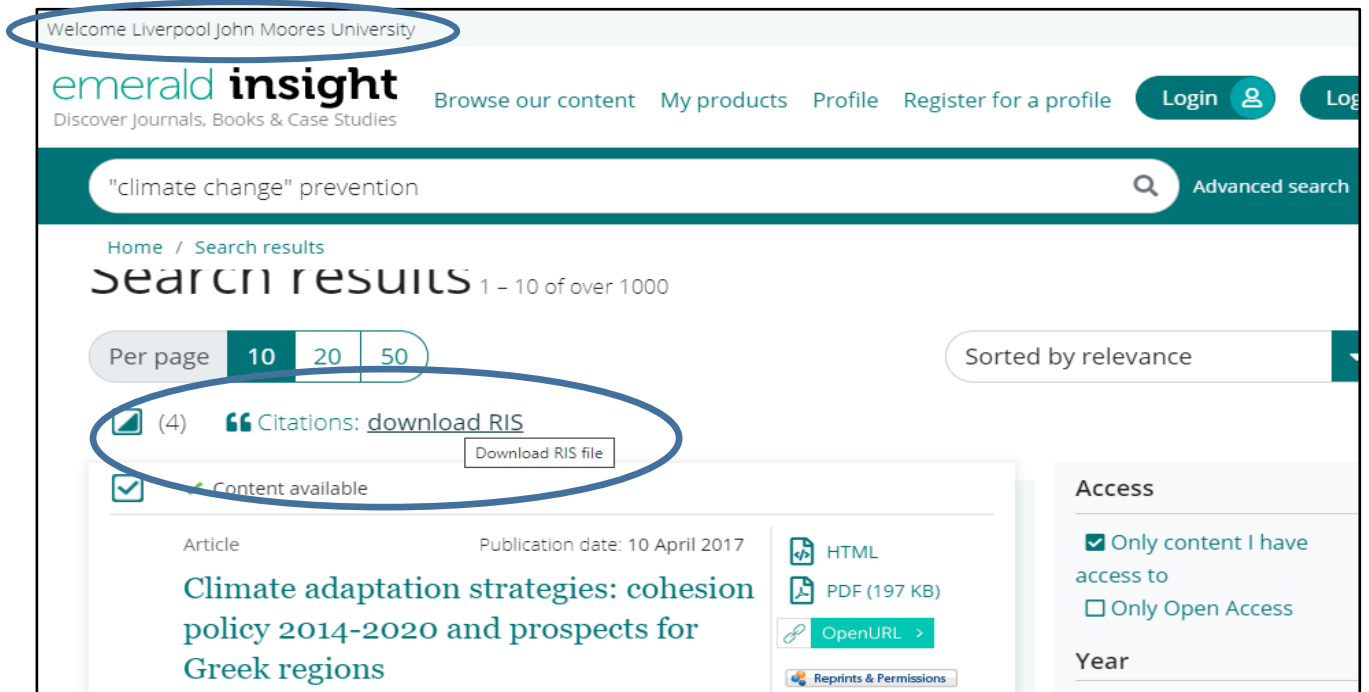 Welcome Liverpool John Moores University
emerald insight
Discover Journals, Books & Case Studies
Browse our content My products Profile Register for a profile Login
"climate change" prevention
Advanced search
Home / Search results
Search results 1 – 10 of over 1000
Per page 10 20 50
Sorted by relevance
(4) Citations: download RIS
Download RIS file
Content available
Article Publication date: 10 April 2017
Climate adaptation strategies: cohesion
policy 2014-2020 and prospects for
Greek regions
HTML
PDF (197 KB)
OpenURL >
Reprints & Permissions
Access
Only content I have
access to
Only Open Access
Year